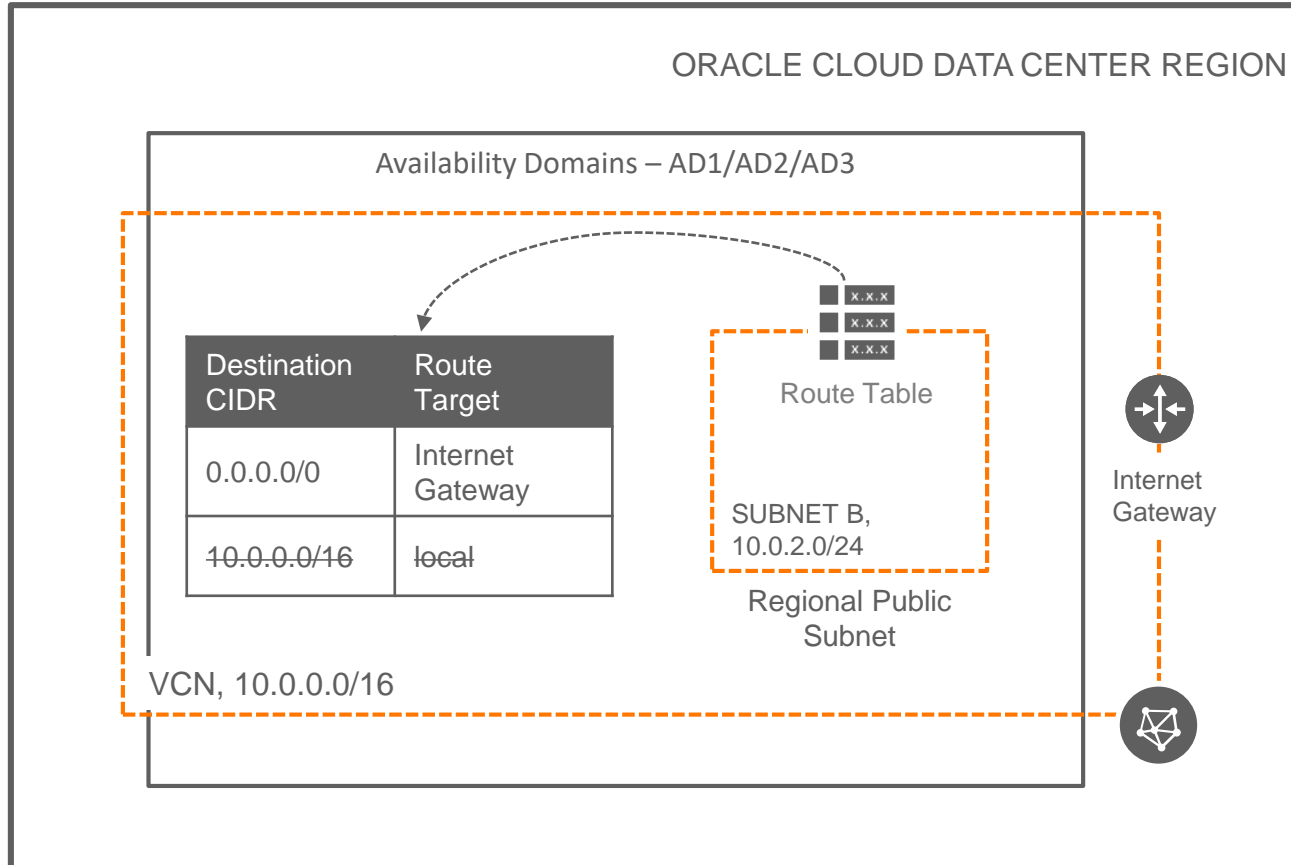 ORACLE CLOUD DATA CENTER REGION
Availability Domains – AD1/AD2/AD3
x.x.x
x.x.x
x.x.x
Route Table
Destination
CIDR
Route
Target
0.0.0.0/0
Internet
Gateway
10.0.0.0/16
local
SUBNET B,
10.0.2.0/24
Regional Public
Subnet
Internet
Gateway
VCN, 10.0.0.0/16